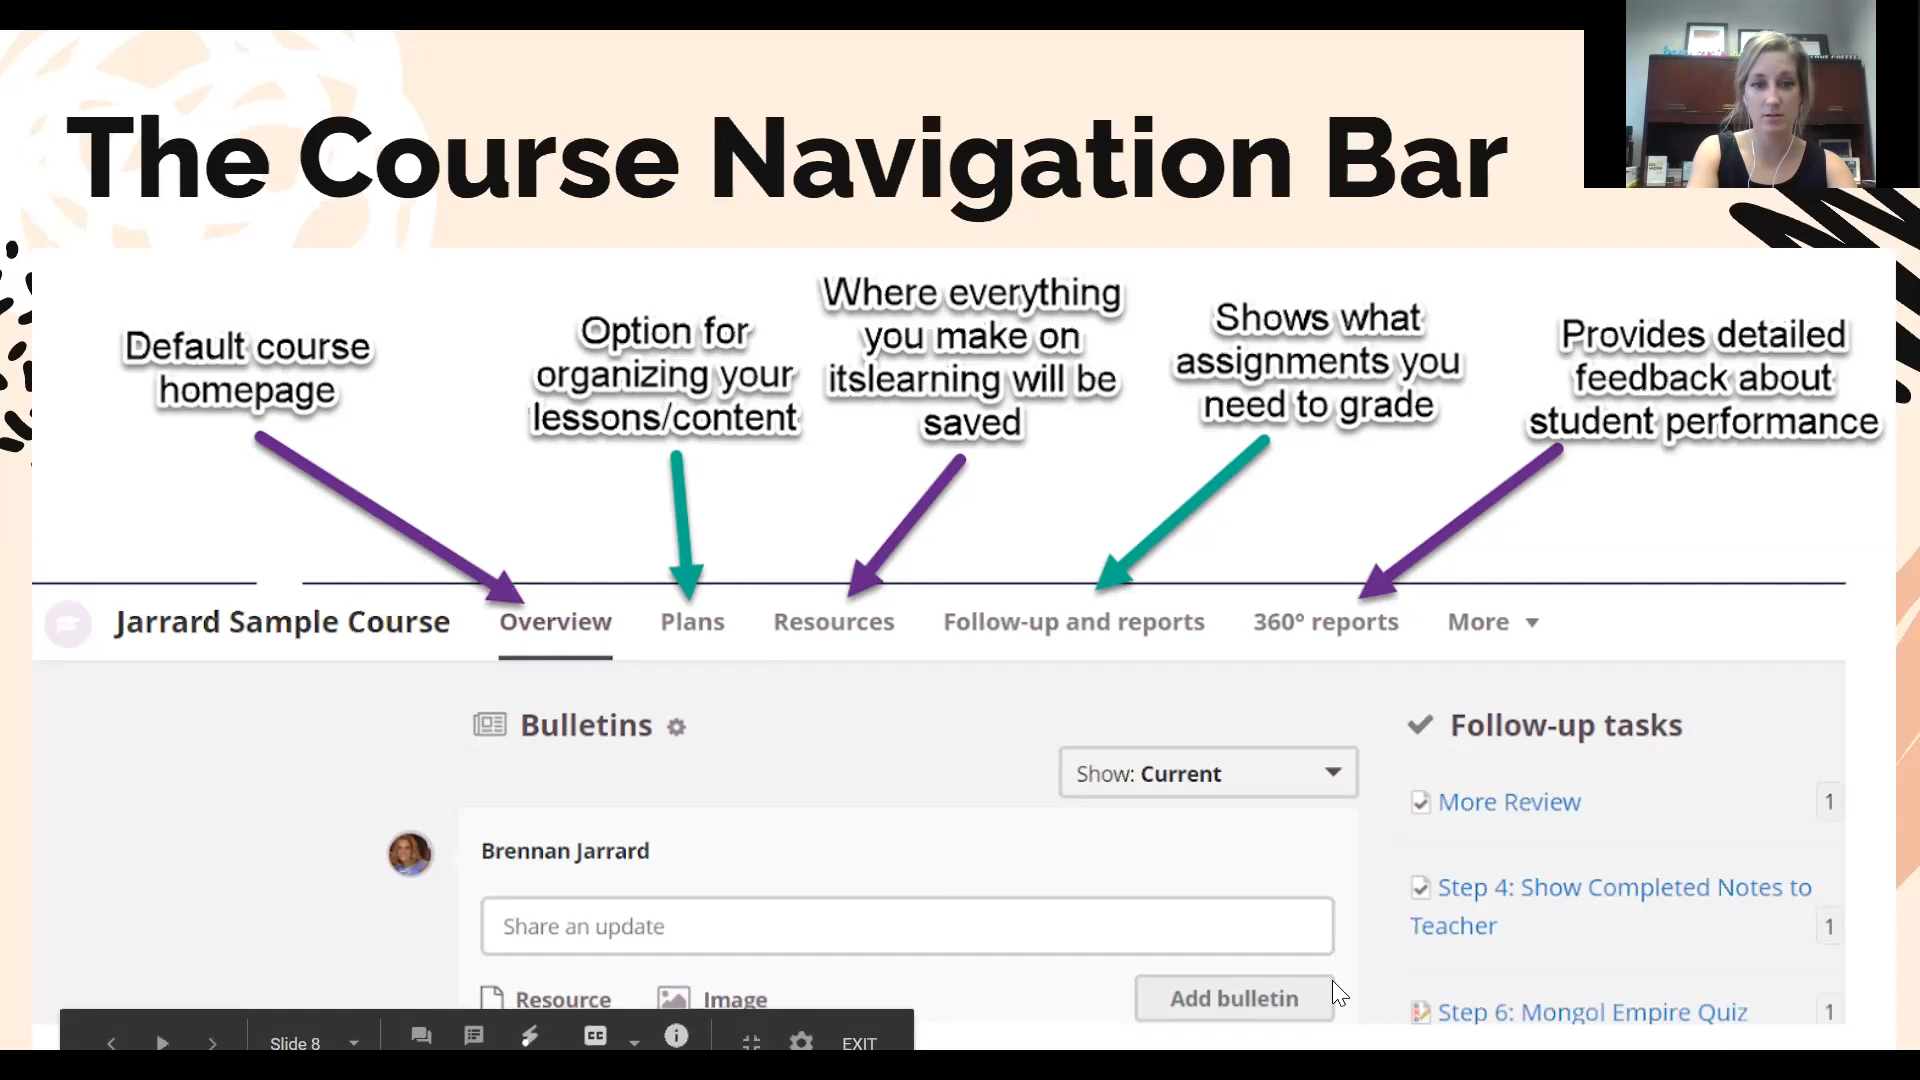 The Course Navigation Bar
Default course
homepage
Option for
organizing your
lessons/content
Where everything
you make on
itslearning will be
saved
Shows what
assignments you
need to grade
Provides detailed
feedback about
student performance
Jarrard Sample Course Overview Plans Resources Follow-up and reports 360° reports More
Bulletins
Show: Current
Brennan Jarrard
Share an update
Resource Image Add bulletin
Follow-up tasks
More Review 1
Step 4: Show Completed Notes to
Teacher 1
Step 6: Mongol Empire Quiz 1
Slide 8 CC EXIT